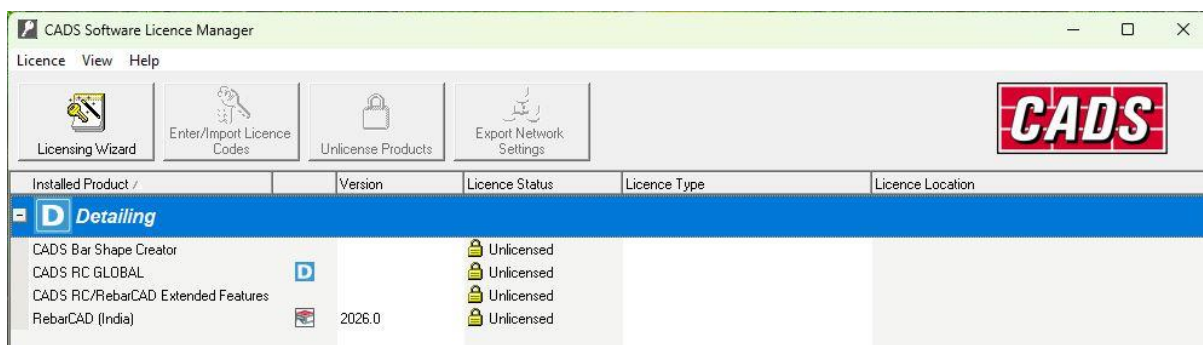 CADS Software Licence Manager
Licence View Help
Licensing Wizard
Enter/Import Licence
Codes
Unlicense Products
Export Network
Settings
CADS
Installed Product / Version Licence Status Licence Type Licence Location
D Detailing
CADS Bar Shape Creator Unlicensed
CADS RC GLOBAL D Unlicensed
CADS RC/RebarCAD Extended Features Unlicensed
RebarCAD (India) 2026.0 Unlicensed